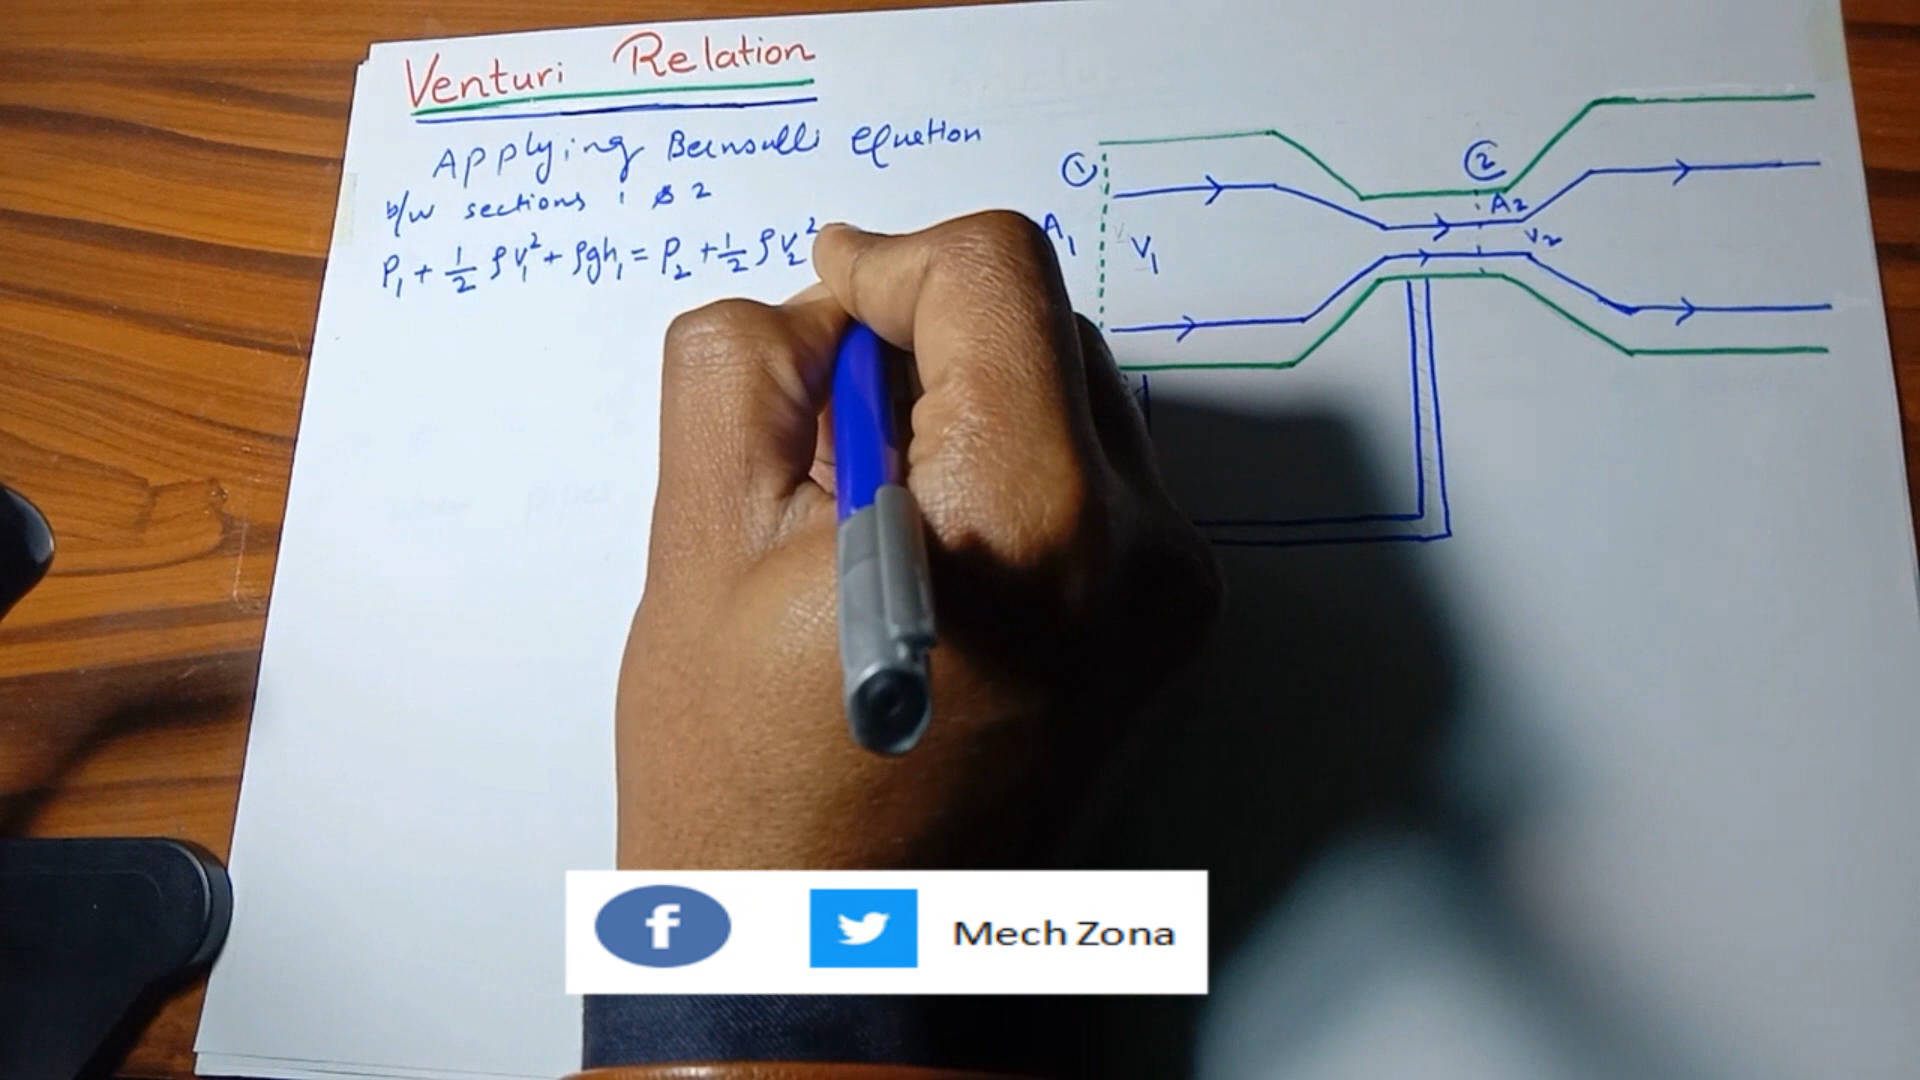 Venturi Relation
Applying Bernoulli equation
b/w sections 1 & 2
P₁ + 1/2 ρV₁² + ρgh₁ = P₂ + 1/2 ρV₂²
①
A₁
V₁
②
A₂
V₂
f
Mech Zona